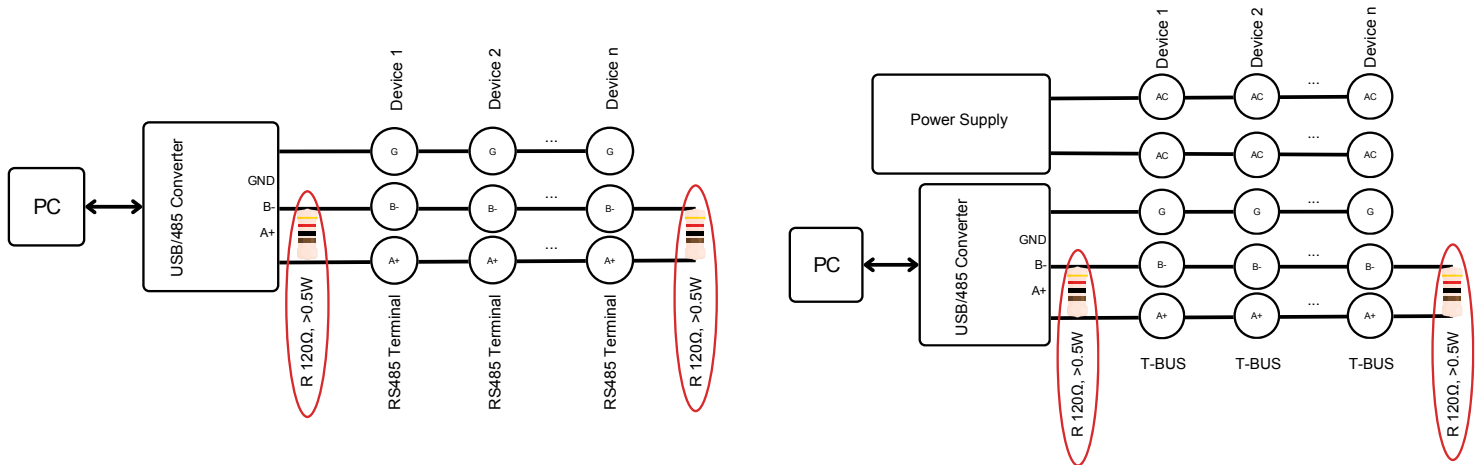 Device 1
Device 2
Device n
PC
USB/485 Converter
GND
B-
A+
G
G
...
G
B-
B-
...
B-
A+
A+
...
A+
R 120Ω, >0.5W
RS485 Terminal
RS485 Terminal
RS485 Terminal
R 120Ω, >0.5W
Device 1
Device 2
Device n
Power Supply
AC
AC
...
AC
AC
AC
...
AC
PC
USB/485 Converter
GND
B-
A+
G
G
...
G
B-
B-
...
B-
A+
A+
...
A+
R 120Ω, >0.5W
T-BUS
T-BUS
T-BUS
R 120Ω, >0.5W